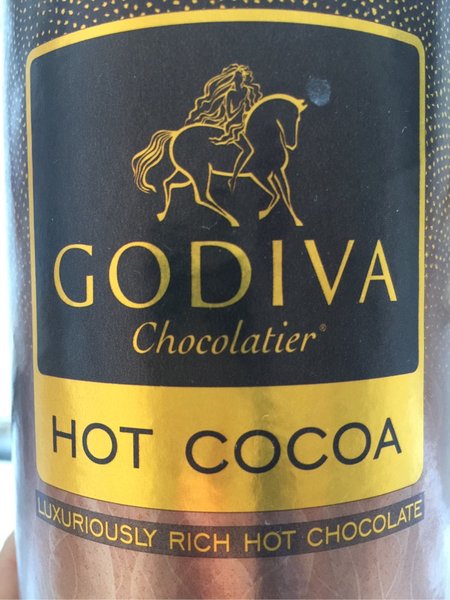 GODIVA
Chocolatier®
HOT COCOA
LUXURIOUSLY RICH HOT CHOCOLATE